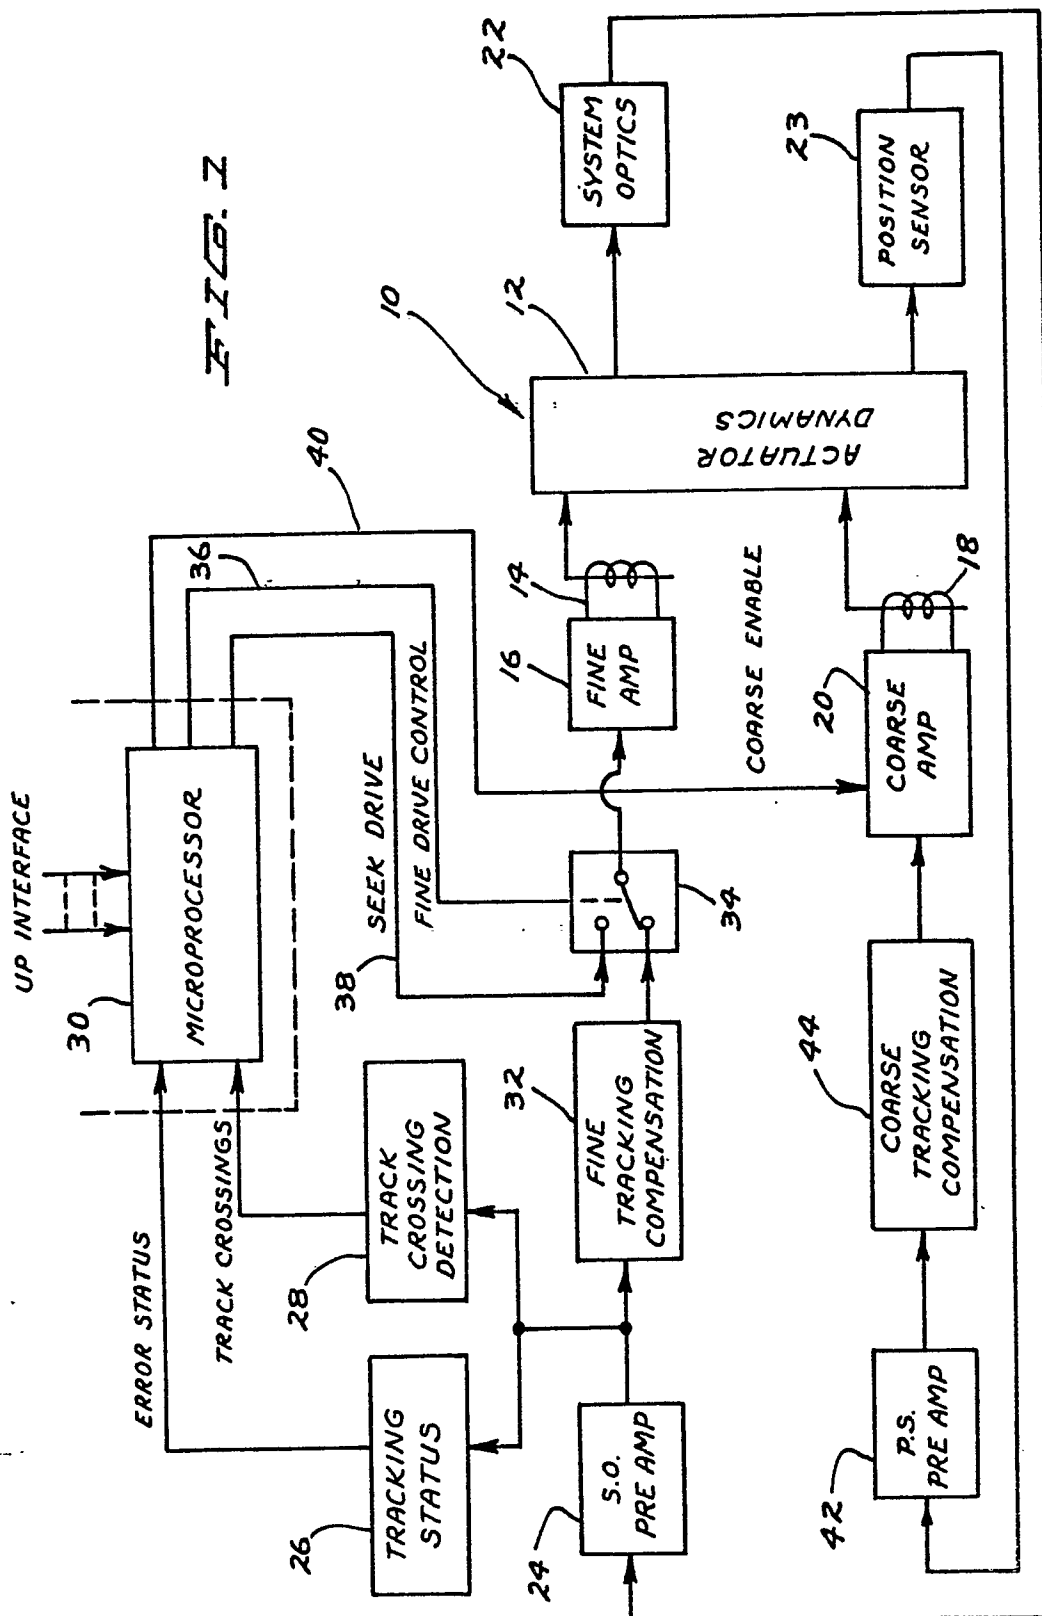 FIG. 1
UP INTERFACE
30
MICROPROCESSOR
ERROR STATUS
TRACK CROSSINGS
36
40
26
TRACKING
STATUS
28
TRACK
CROSSING
DETECTION
38
SEEK DRIVE
FINE DRIVE CONTROL
10
12
22
SYSTEM
OPTICS
24
S.O.
PRE AMP
32
FINE
TRACKING
COMPENSATION
34
16
FINE
AMP
14
ACTUATOR
DYNAMICS
23
POSITION
SENSOR
COARSE ENABLE
42
P.S.
PRE AMP
44
COARSE
TRACKING
COMPENSATION
20
COARSE
AMP
18